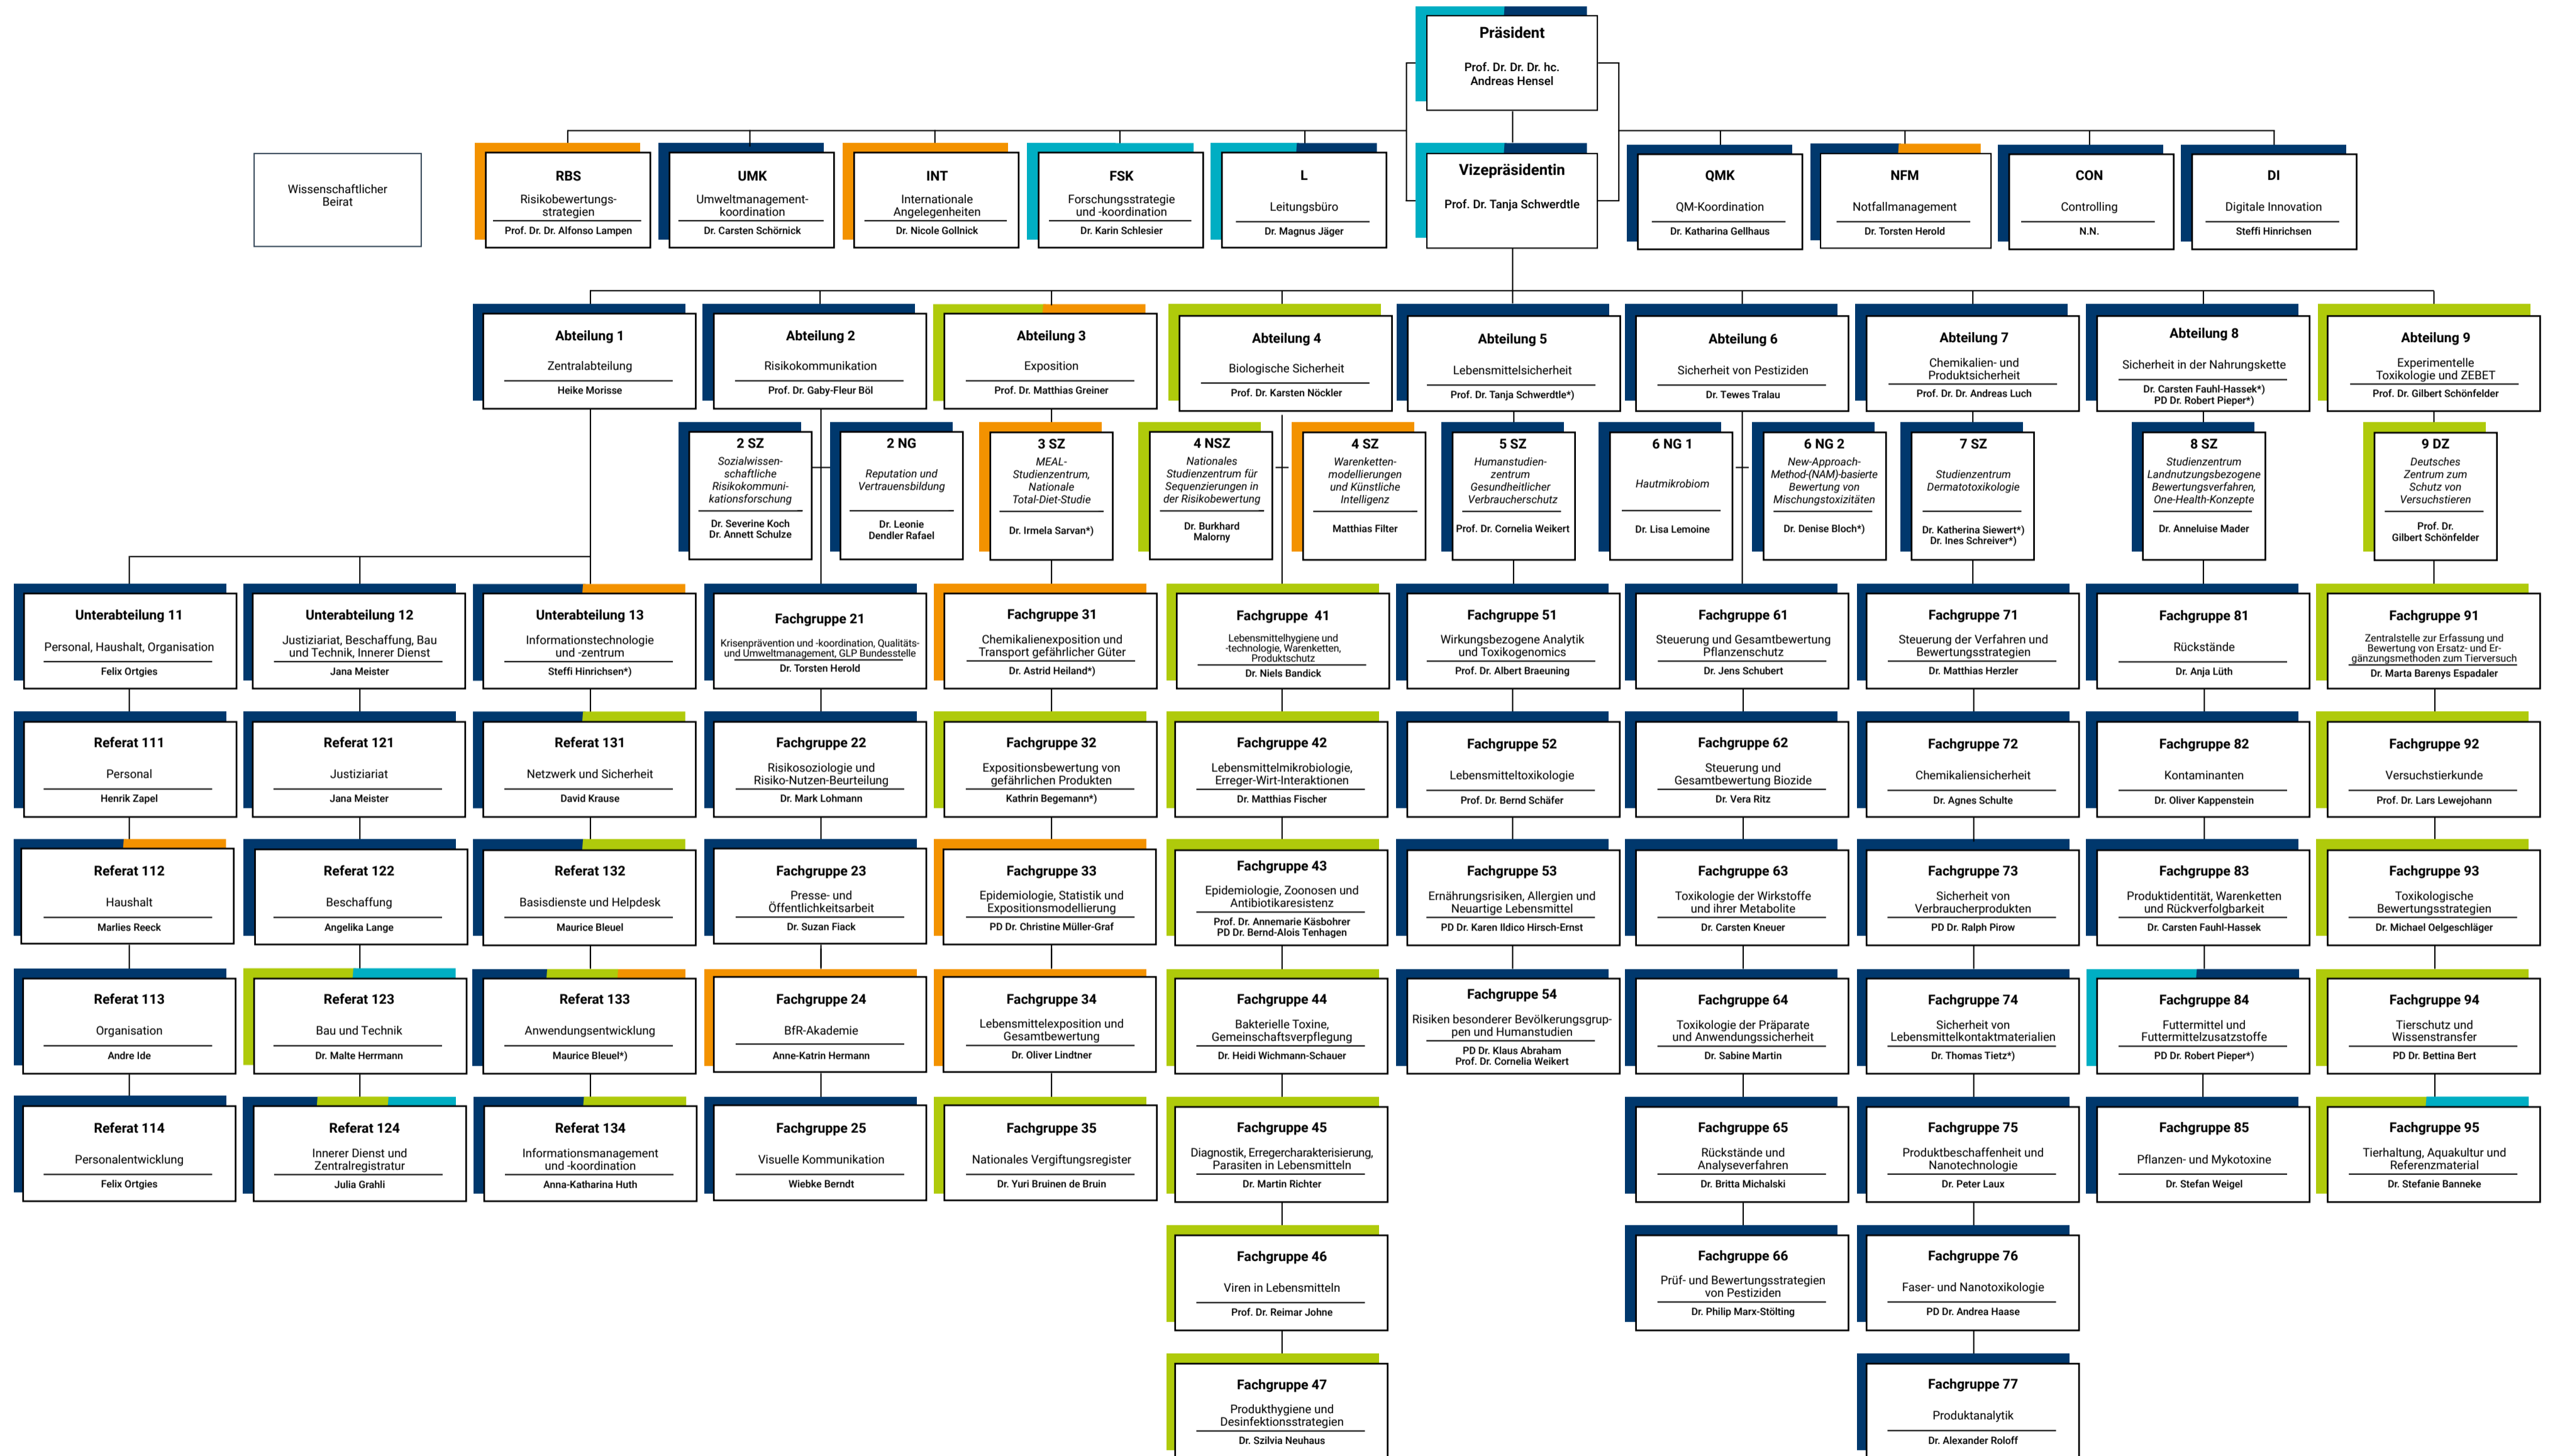 Präsident
Prof. Dr. Dr. Dr. hc.
Andreas Hensel
Wissenschaftlicher
Beirat
RBS
Risikobewertungs-
strategien
Prof. Dr. Dr. Alfonso Lampen
UMK
Umweltmanagement-
koordination
Dr. Carsten Schörnick
INT
Internationale
Angelegenheiten
Dr. Nicole Gollnick
FSK
Forschungsstrategie
und -koordination
Dr. Karin Schlesier
L
Leitungsbüro
Dr. Magnus Jäger
Vizepräsidentin
Prof. Dr. Tanja Schwerdtle
QMK
QM-Koordination
Dr. Katharina Gellhaus
NFM
Notfallmanagement
Dr. Torsten Herold
CON
Controlling
N.N.
DI
Digitale Innovation
Steffi Hinrichsen
Abteilung 1
Zentralabteilung
Heike Morisse
Abteilung 2
Risikokommunikation
Prof. Dr. Gaby-Fleur Böl
Abteilung 3
Exposition
Prof. Dr. Matthias Greiner
Abteilung 4
Biologische Sicherheit
Prof. Dr. Karsten Nöckler
Abteilung 5
Lebensmittelsicherheit
Prof. Dr. Tanja Schwerdtle*)
Abteilung 6
Sicherheit von Pestiziden
Dr. Tewes Tralau
Abteilung 7
Chemikalien- und
Produktsicherheit
Prof. Dr. Dr. Andreas Luch
Abteilung 8
Sicherheit in der Nahrungskette
Dr. Carsten Fauhl-Hassek*)
PD Dr. Robert Pieper*)
Abteilung 9
Experimentelle
Toxikologie und ZEBET
Prof. Dr. Gilbert Schönfelder
2 SZ
Sozialwissen-
schaftliche
Risikokommuni-
kationsforschung
Dr. Severine Koch
Dr. Annett Schulze
2 NG
Reputation und
Vertrauensbildung
Dr. Leonie
Dendler Rafael
3 SZ
MEAL-
Studienzentrum,
Nationale
Total-Diet-Studie
Dr. Irmela Sarvan*)
4 NSZ
Nationales
Studienzentrum für
Sequenzierungen in
der Risikobewertung
Dr. Burkhard
Malorny
4 SZ
Warenketten-
modellierungen
und Künstliche
Intelligenz
Matthias Filter
5 SZ
Humanstudien-
zentrum
Gesundheitlicher
Verbraucherschutz
Prof. Dr. Cornelia Weikert
6 NG 1
Hautmikrobiom
Dr. Lisa Lemoine
6 NG 2
New-Approach-
Method-(NAM)-basierte
Bewertung von
Mischungstoxizitäten
Dr. Denise Bloch*)
7 SZ
Studienzentrum
Dermatotoxikologie
Dr. Katherina Siewert*)
Dr. Ines Schreiver*)
8 SZ
Studienzentrum
Landnutzungsbezogene
Bewertungsverfahren,
One-Health-Konzepte
Dr. Anneluise Mader
9 DZ
Deutsches
Zentrum zum
Schutz von
Versuchstieren
Prof. Dr.
Gilbert Schönfelder
Unterabteilung 11
Personal, Haushalt, Organisation
Felix Ortgies
Unterabteilung 12
Justiziariat, Beschaffung, Bau
und Technik, Innerer Dienst
Jana Meister
Unterabteilung 13
Informationstechnologie
und -zentrum
Steffi Hinrichsen*)
Fachgruppe 21
Krisenprävention und -koordination, Qualitäts-
und Umweltmanagement, GLP Bundesstelle
Dr. Torsten Herold
Fachgruppe 31
Chemikalienexposition und
Transport gefährlicher Güter
Dr. Astrid Heiland*)
Fachgruppe 41
Lebensmittelhygiene und
-technologie, Warenketten,
Produktschutz
Dr. Niels Bandick
Fachgruppe 51
Wirkungsbezogene Analytik
und Toxikogenomics
Prof. Dr. Albert Braeuning
Fachgruppe 61
Steuerung und Gesamtbewertung
Pflanzenschutz
Dr. Jens Schubert
Fachgruppe 71
Steuerung der Verfahren und
Bewertungsstrategien
Dr. Matthias Herzler
Fachgruppe 81
Rückstände
Dr. Anja Lüth
Fachgruppe 91
Zentralstelle zur Erfassung und
Bewertung von Ersatz- und Er-
gänzungsmethoden zum Tierversuch
Dr. Marta Barenys Espadaler
Referat 111
Personal
Henrik Zapel
Referat 121
Justiziariat
Jana Meister
Referat 131
Netzwerk und Sicherheit
David Krause
Fachgruppe 22
Risikosoziologie und
Risiko-Nutzen-Beurteilung
Dr. Mark Lohmann
Fachgruppe 32
Expositionsbewertung von
gefährlichen Produkten
Kathrin Begemann*)
Fachgruppe 42
Lebensmittelmikrobiologie,
Erreger-Wirt-Interaktionen
Dr. Matthias Fischer
Fachgruppe 52
Lebensmitteltoxikologie
Prof. Dr. Bernd Schäfer
Fachgruppe 62
Steuerung und
Gesamtbewertung Biozide
Dr. Vera Ritz
Fachgruppe 72
Chemikaliensicherheit
Dr. Agnes Schulte
Fachgruppe 82
Kontaminanten
Dr. Oliver Kappenstein
Fachgruppe 92
Versuchstierkunde
Prof. Dr. Lars Lewejohann
Referat 112
Haushalt
Marlies Reeck
Referat 122
Beschaffung
Angelika Lange
Referat 132
Basisdienste und Helpdesk
Maurice Bleuel
Fachgruppe 23
Presse- und
Öffentlichkeitsarbeit
Dr. Suzan Fiack
Fachgruppe 33
Epidemiologie, Statistik und
Expositionsmodellierung
PD Dr. Christine Müller-Graf
Fachgruppe 43
Epidemiologie, Zoonosen und
Antibiotikaresistenz
Prof. Dr. Annemarie Käsbohrer
PD Dr. Bernd-Alois Tenhagen
Fachgruppe 53
Ernährungsrisiken, Allergien und
Neuartige Lebensmittel
PD Dr. Karen Ildico Hirsch-Ernst
Fachgruppe 63
Toxikologie der Wirkstoffe
und ihrer Metabolite
Dr. Carsten Kneuer
Fachgruppe 73
Sicherheit von
Verbraucherprodukten
PD Dr. Ralph Pirow
Fachgruppe 83
Produktidentität, Warenketten
und Rückverfolgbarkeit
Dr. Carsten Fauhl-Hassek
Fachgruppe 93
Toxikologische
Bewertungsstrategien
Dr. Michael Oelgeschläger
Referat 113
Organisation
Andre Ide
Referat 123
Bau und Technik
Dr. Malte Herrmann
Referat 133
Anwendungsentwicklung
Maurice Bleuel*)
Fachgruppe 24
BfR-Akademie
Anne-Katrin Hermann
Fachgruppe 34
Lebensmittelexposition und
Gesamtbewertung
Dr. Oliver Lindtner
Fachgruppe 44
Bakterielle Toxine,
Gemeinschaftsverpflegung
Dr. Heidi Wichmann-Schauer
Fachgruppe 54
Risiken besonderer Bevölkerungsgrup-
pen und Humanstudien
PD Dr. Klaus Abraham
Prof. Dr. Cornelia Weikert
Fachgruppe 64
Toxikologie der Präparate
und Anwendungssicherheit
Dr. Sabine Martin
Fachgruppe 74
Sicherheit von
Lebensmittelkontaktmaterialien
Dr. Thomas Tietz*)
Fachgruppe 84
Futtermittel und
Futtermittelzusatzstoffe
PD Dr. Robert Pieper*)
Fachgruppe 94
Tierschutz und
Wissenstransfer
PD Dr. Bettina Bert
Referat 114
Personalentwicklung
Felix Ortgies
Referat 124
Innerer Dienst und
Zentralregistratur
Julia Grahli
Referat 134
Informationsmanagement
und -koordination
Anna-Katharina Huth
Fachgruppe 25
Visuelle Kommunikation
Wiebke Berndt
Fachgruppe 35
Nationales Vergiftungsregister
Dr. Yuri Bruinen de Bruin
Fachgruppe 45
Diagnostik, Erregercharakterisierung,
Parasiten in Lebensmitteln
Dr. Martin Richter
Fachgruppe 65
Rückstände und
Analyseverfahren
Dr. Britta Michalski
Fachgruppe 75
Produktbeschaffenheit und
Nanotechnologie
Dr. Peter Laux
Fachgruppe 85
Pflanzen- und Mykotoxine
Dr. Stefan Weigel
Fachgruppe 95
Tierhaltung, Aquakultur und
Referenzmaterial
Dr. Stefanie Banneke
Fachgruppe 46
Viren in Lebensmitteln
Prof. Dr. Reimar Johne
Fachgruppe 66
Prüf- und Bewertungsstrategien
von Pestiziden
Dr. Philip Marx-Stölting
Fachgruppe 76
Faser- und Nanotoxikologie
PD Dr. Andrea Haase
Fachgruppe 47
Produkthygiene und
Desinfektionsstrategien
Dr. Szilvia Neuhaus
Fachgruppe 77
Produktanalytik
Dr. Alexander Roloff